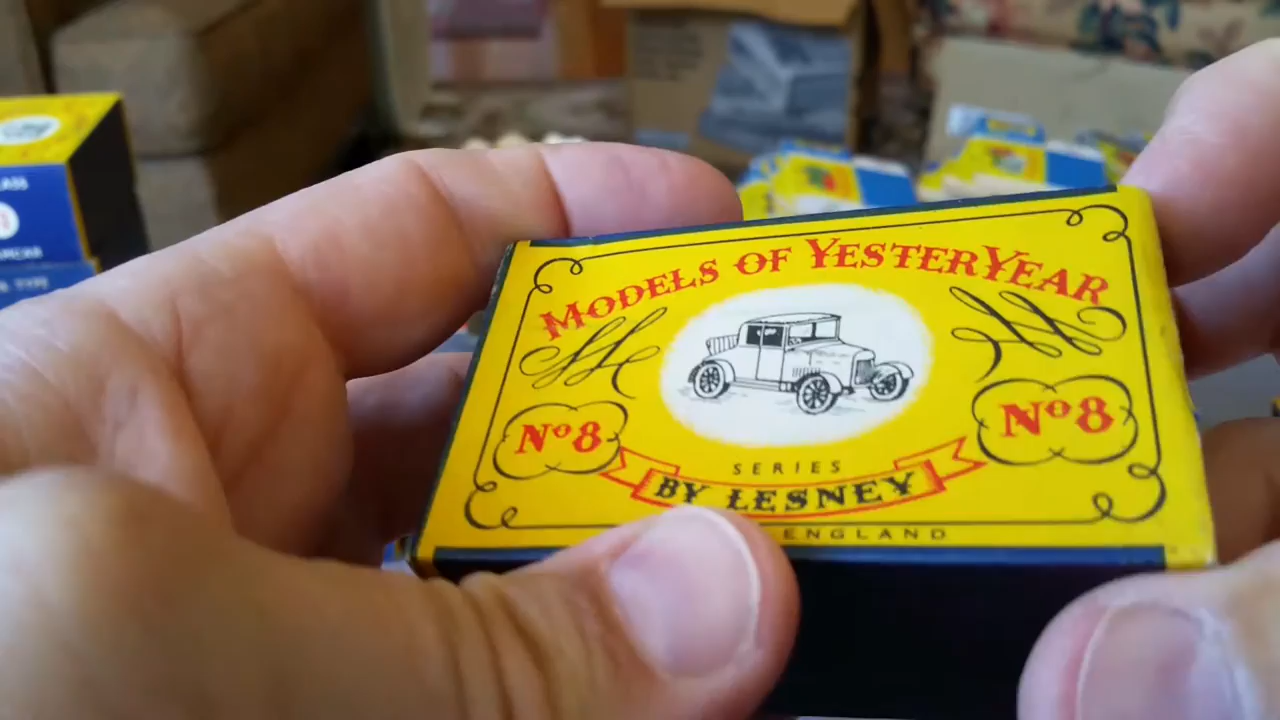 MODELS OF YESTERYEAR
Nº8
Nº8
SERIES
BY LESNEY
ENGLAND